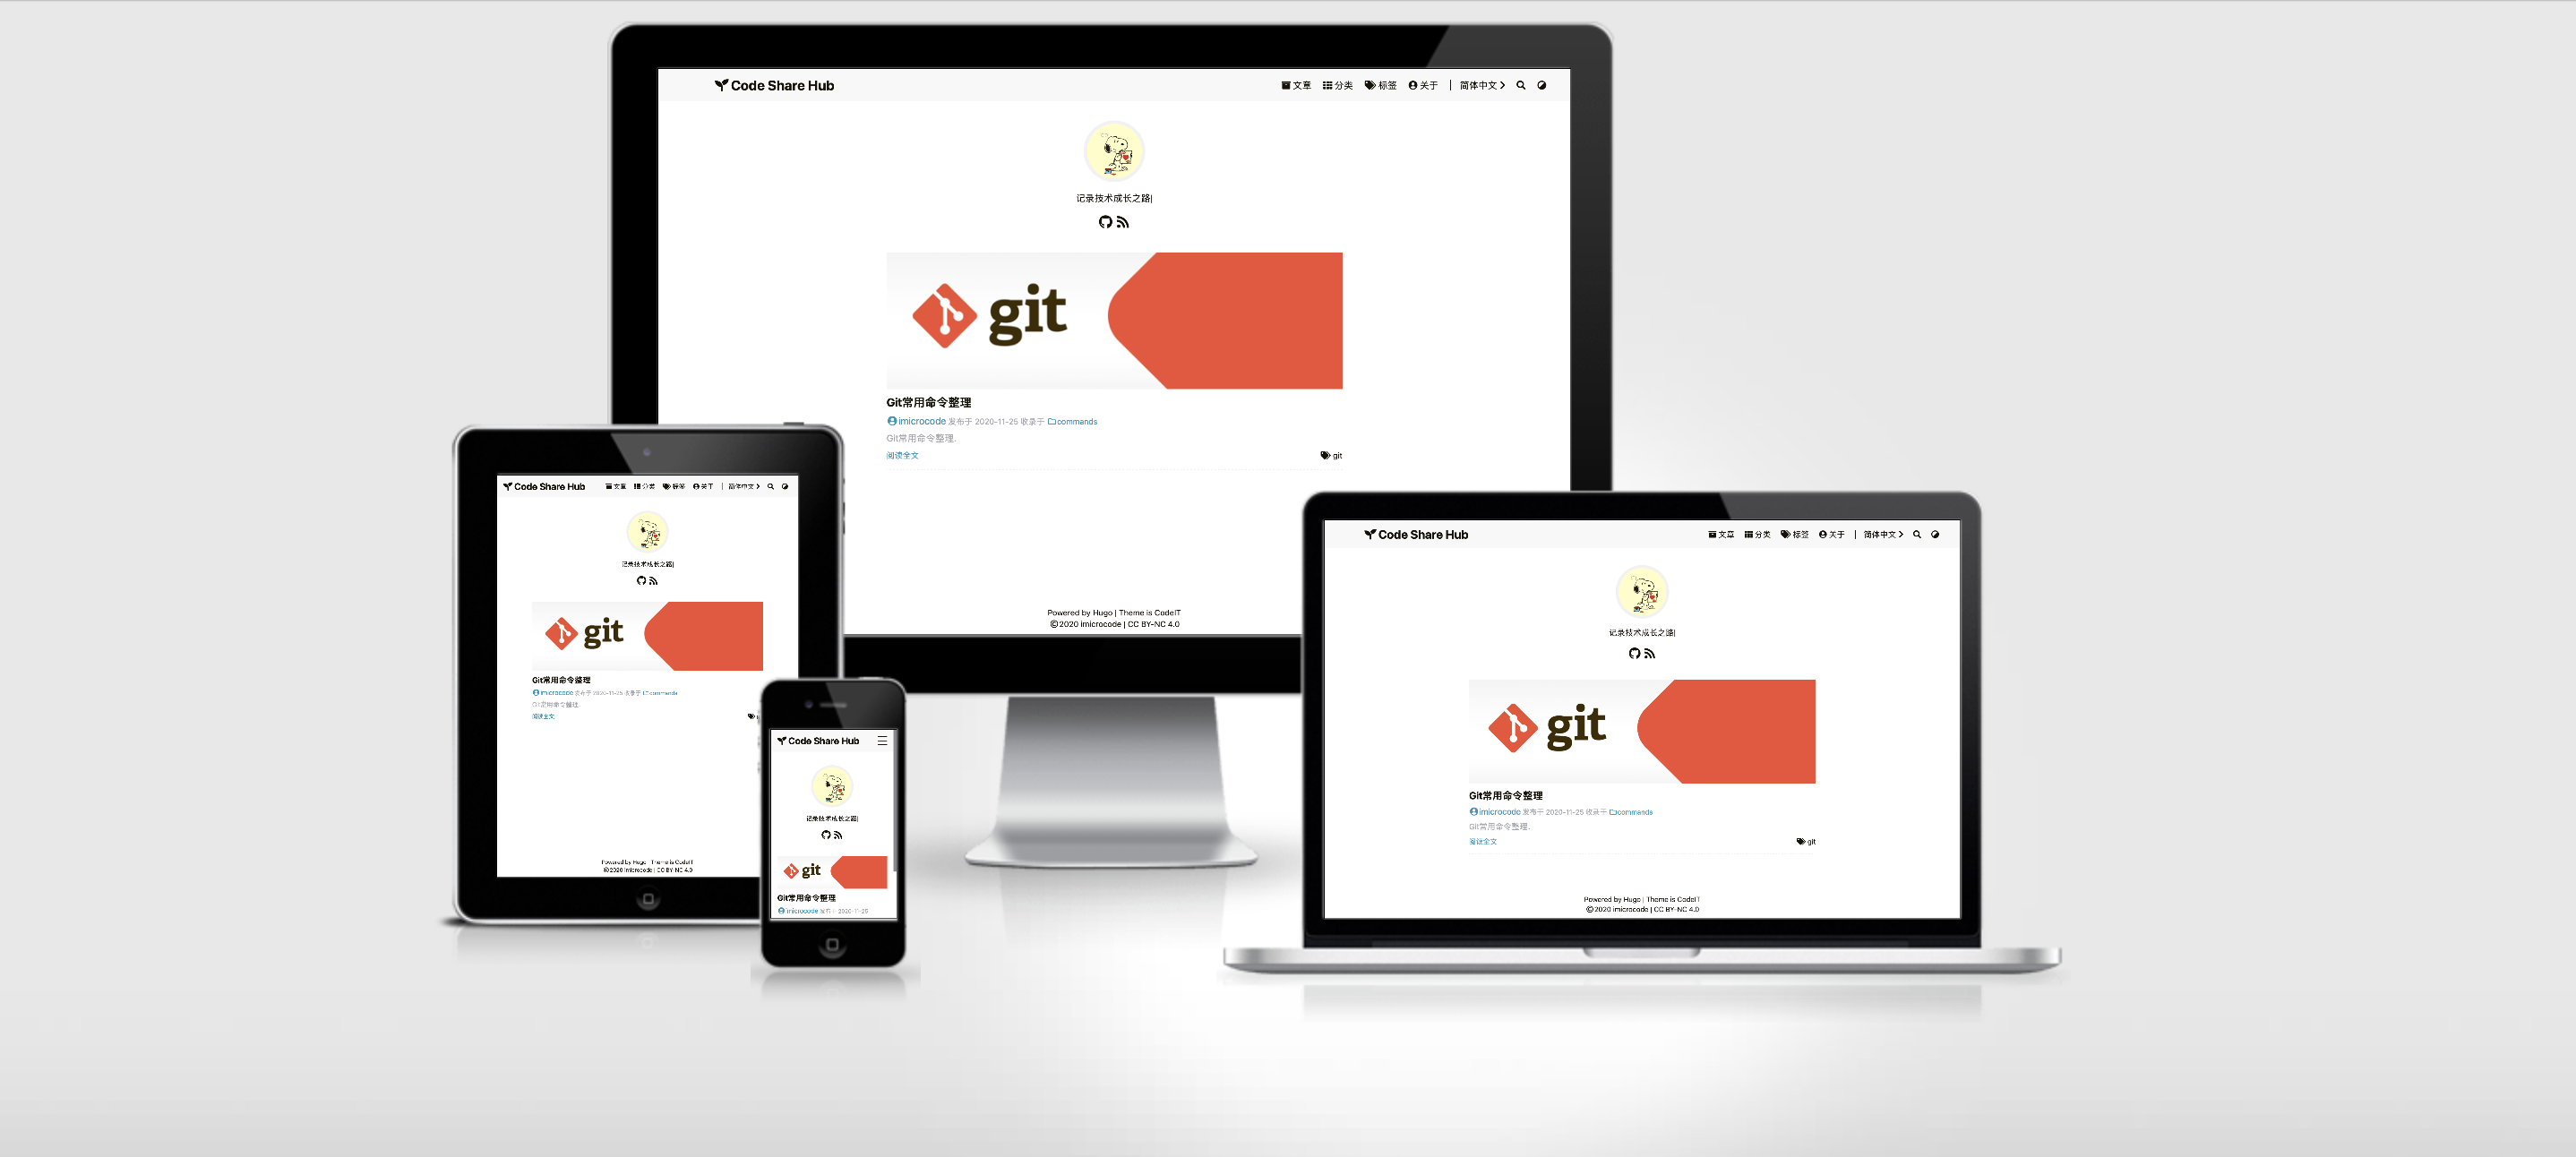 Code Share Hub 文章 分类 标签 关于 | 简体中文
记录技术成长之路|
git
Git常用命令整理
imicrocode 发布于 2020-11-25 收录于 commands
Git常用命令整理.
阅读全文 git
Powered by Hugo | Theme is CodeIT
©2020 imicrocode | CC BY-NC 4.0
Code Share Hub 文章 分类 标签 关于 | 简体中文
记录技术成长之路|
git
Git常用命令整理
imicrocode 发布于 2020-11-25 收录于 commands
Git常用命令整理.
阅读全文
Powered by Hugo | Theme is CodeIT
©2020 imicrocode | CC BY-NC 4.0
Code Share Hub
记录技术成长之路|
git
Git常用命令整理
imicrocode 发布于 2020-11-25
Code Share Hub 文章 分类 标签 关于 | 简体中文
记录技术成长之路|
git
Git常用命令整理
imicrocode 发布于 2020-11-25 收录于 commands
Git常用命令整理.
阅读全文 git
Powered by Hugo | Theme is CodeIT
©2020 imicrocode | CC BY-NC 4.0